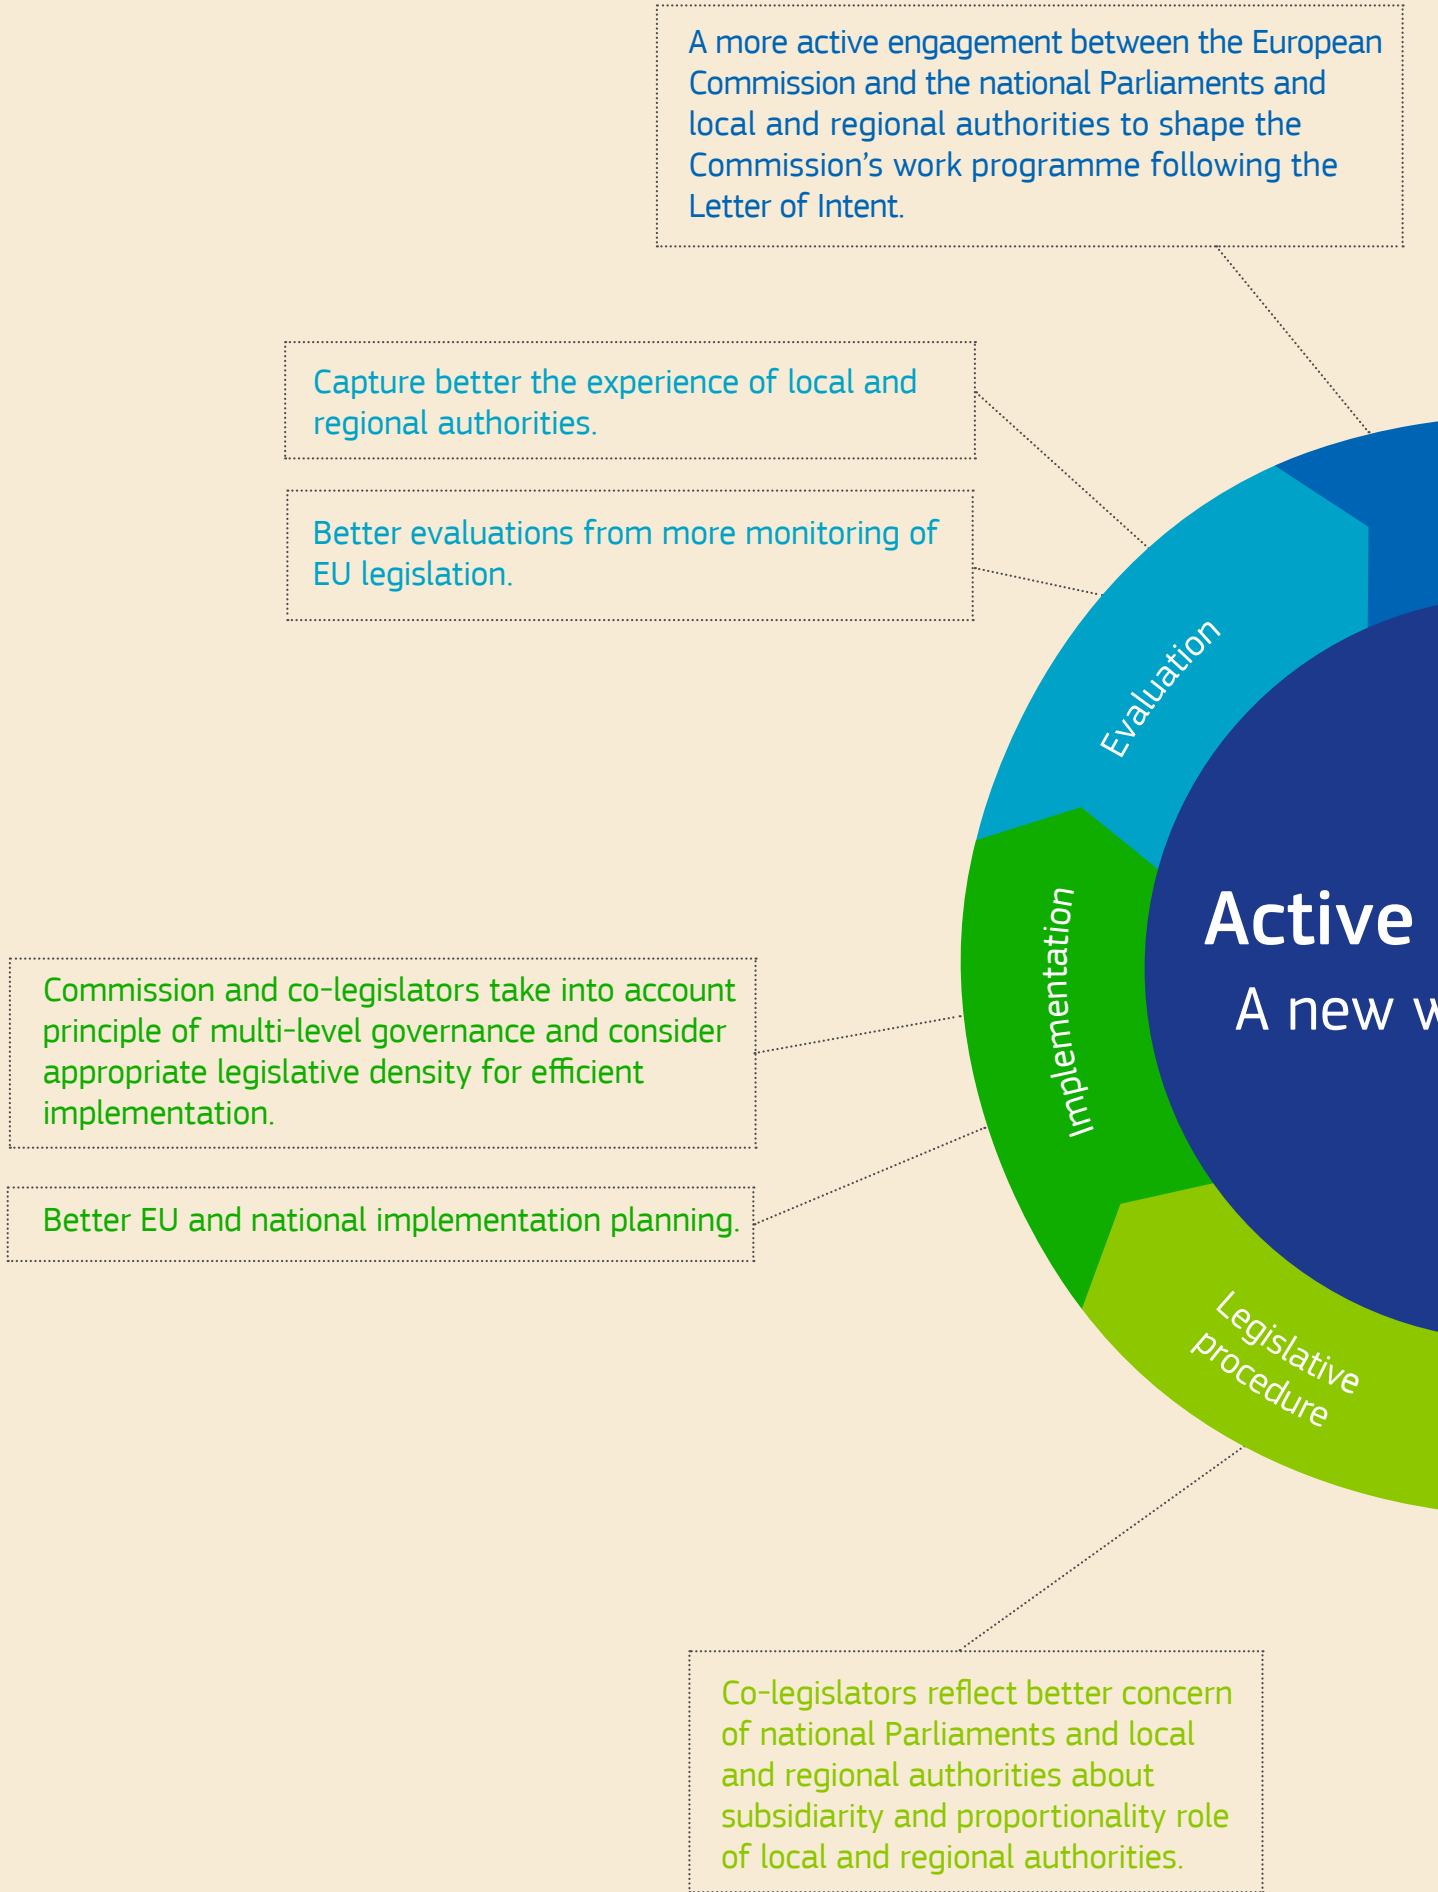 A more active engagement between the European
Commission and the national Parliaments and
local and regional authorities to shape the
Commission’s work programme following the
Letter of Intent.
Capture better the experience of local and
regional authorities.
Better evaluations from more monitoring of
EU legislation.
Evaluation
Active
A new w
Implementation
Commission and co-legislators take into account
principle of multi-level governance and consider
appropriate legislative density for efficient
implementation.
Better EU and national implementation planning.
Legislative
procedure
Co-legislators reflect better concern
of national Parliaments and local
and regional authorities about
subsidiarity and proportionality role
of local and regional authorities.